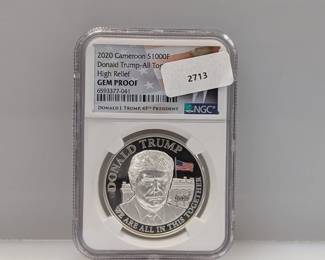 2020 Cameroon S1000F
Donald Trump-All To
High Relief
GEM PROOF
6593377-041
2713
NGC
DONALD J. TRUMP, 45TH PRESIDENT
DONALD TRUMP
WE ARE ALL IN THIS TOGETHER